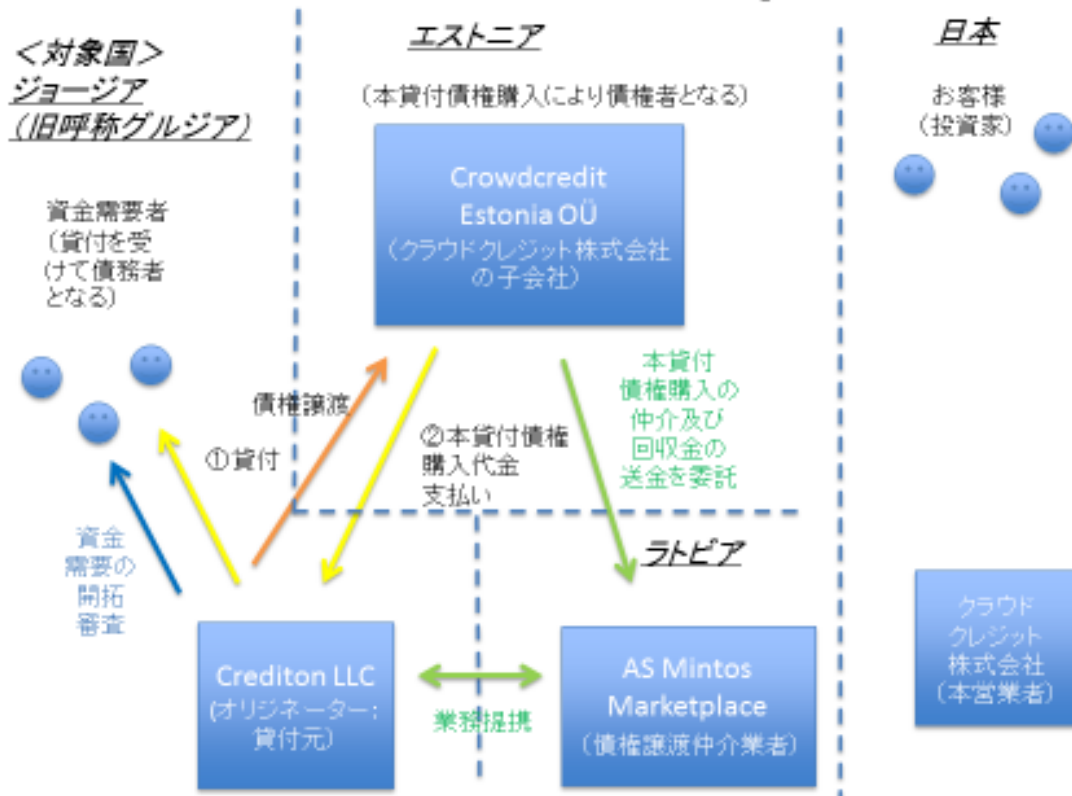 ＜対象国＞
ジョージア
（旧呼称グルジア）
資金需要者
（貸付を受
けて債務者
となる）
エストニア
（本貸付債権購入により債権者となる）
Crowdcredit
Estonia OÜ
（クラウドクレジット株式会社
の子会社）
日本
お客様
（投資家）
債権譲渡
①貸付
②本貸付債権
購入代金
支払い
本貸付
債権購入の
仲介及び
回収金の
送金を委託
資金
需要の
開拓
審査
ラトビア
Crediton LLC
(オリジネーター；
貸付元）
業務提携
AS Mintos
Marketplace
（債権譲渡仲介業者）
クラウド
クレジット
株式会社
（本営業者）